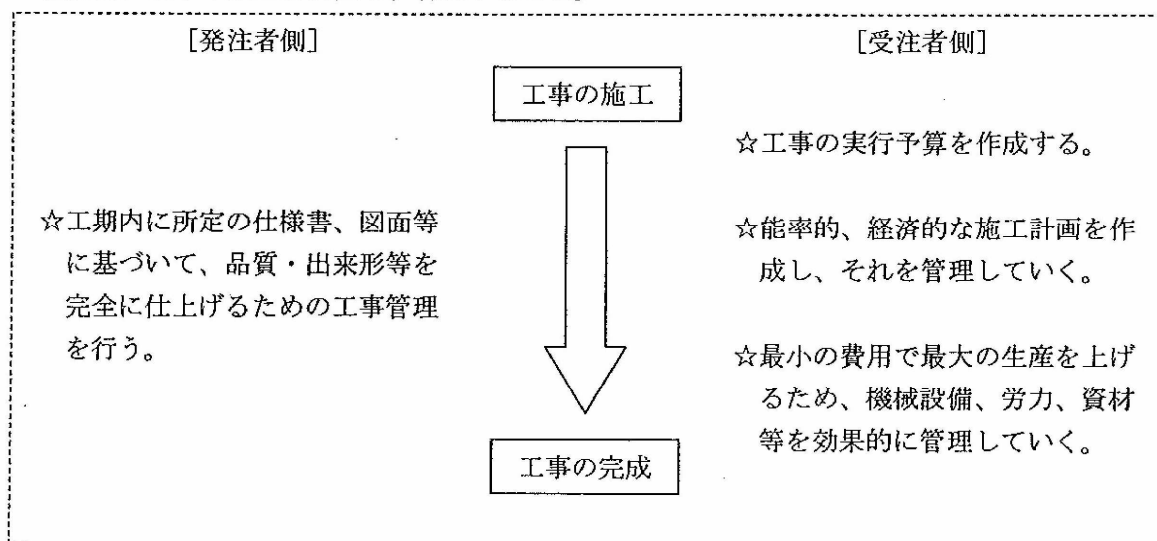 [発注者側]
[受注者側]
工事の施工
☆工事の実行予算を作成する。
☆工期内に所定の仕様書、図面等
に基づいて、品質・出来形等を
完全に仕上げるための工事管理
を行う。
☆能率的、経済的な施工計画を作
成し、それを管理していく。
☆最小の費用で最大の生産を上げ
るため、機械設備、労力、資材
等を効果的に管理していく。
工事の完成